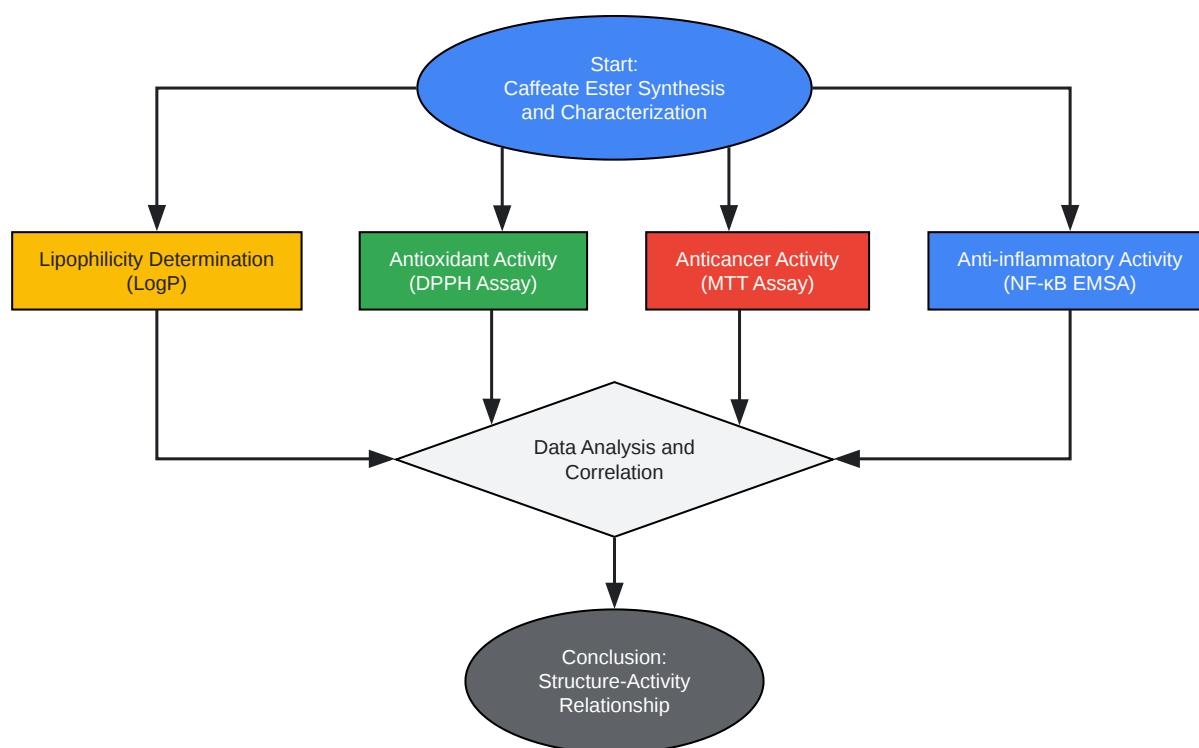 Start:
Caffeate Ester Synthesis
and Characterization
Lipophilicity Determination
(LogP)
Antioxidant Activity
(DPPH Assay)
Anticancer Activity
(MTT Assay)
Anti-inflammatory Activity
(NF-κB EMSA)
Data Analysis and
Correlation
Conclusion:
Structure-Activity
Relationship